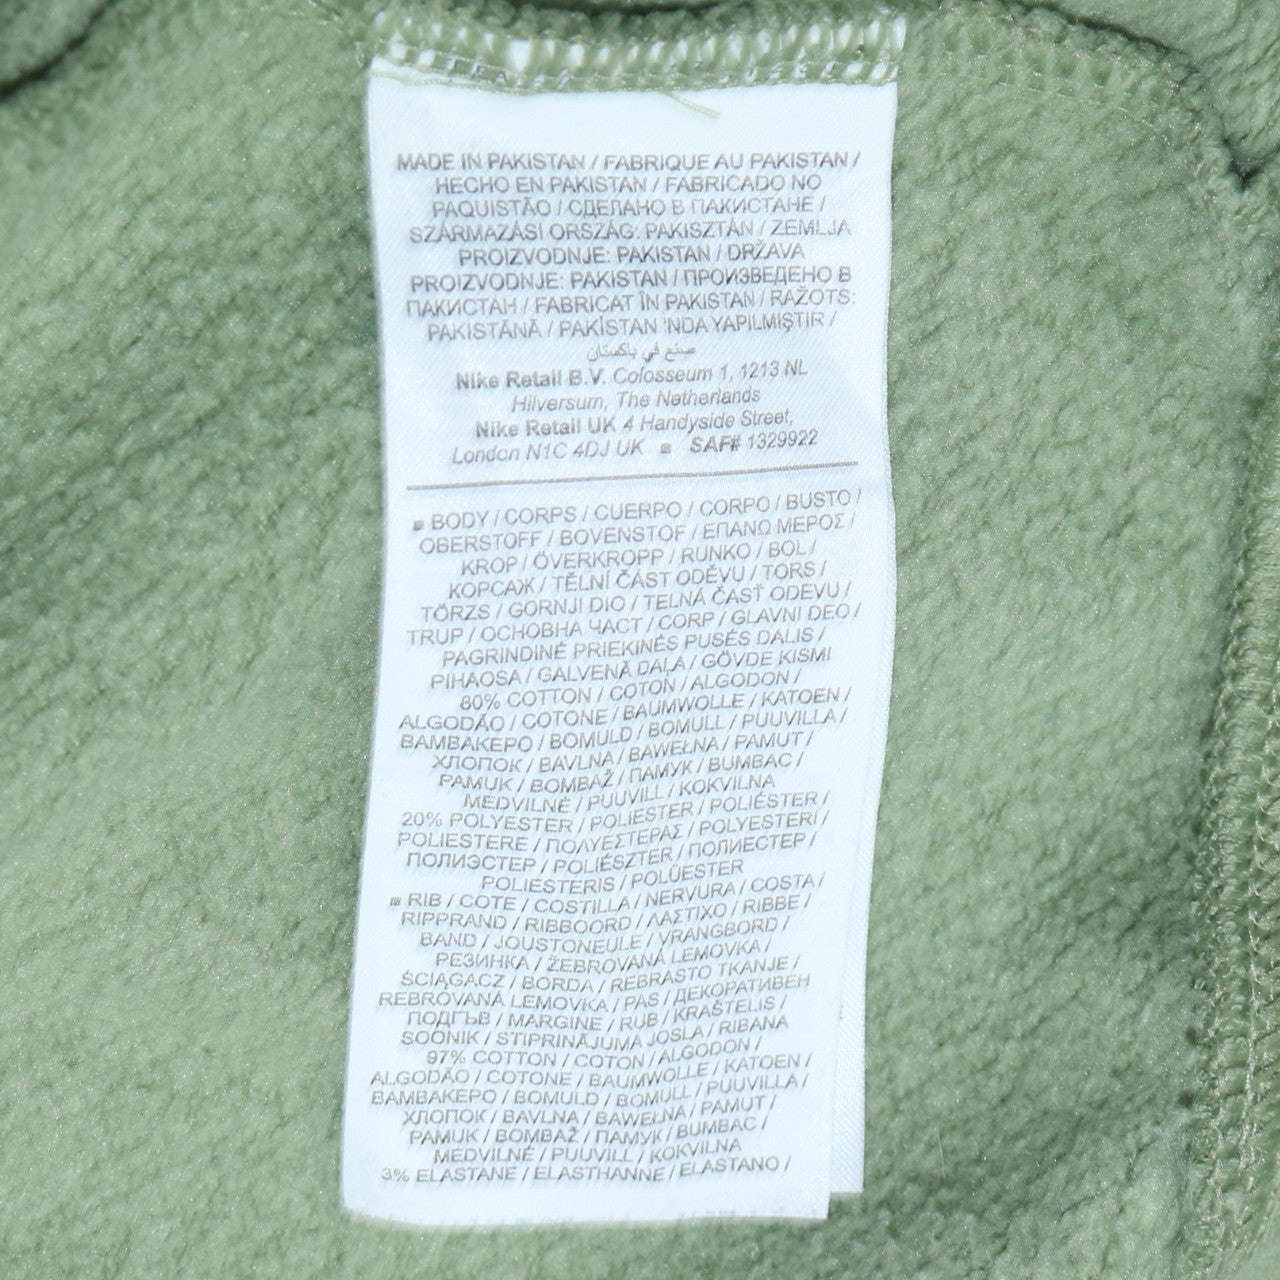 MADE IN PAKISTAN / FABRIQUE AU PAKISTAN /
HECHO EN PAKISTAN / FABRICADO NO
PAQUISTÃO / СДЕЛАНО В ПАКИСТАНЕ /
SZÁRMAZÁSI ORSZÁG: PAKISZTÁN / ZEMLJA
PROIZVODNJE: PAKISTAN / DRŽAVA
PROIZVODNJE: PAKISTAN / ПРОИЗВЕДЕНО В
ПАКИСТАН / FABRICAT ÎN PAKISTAN / RAŽOTS:
PAKISTĀNĀ / PAKİSTAN 'NDA YAPILMIŞTIR /
صنع في باكستان
Nike Retail B.V. Colosseum 1, 1213 NL
Hilversum, The Netherlands
Nike Retail UK 4 Handyside Street,
London N1C 4DJ UK SAF# 1329922
BODY / CORPS / CUERPO / CORPO / BUSTO /
OBERSTOFF / BOVENSTOF / ΕΠΑΝΩ ΜΕΡΟΣ /
KROP / ÖVERKROPP / RUNKO / BOL /
КОРСАЖ / TĚLNÍ ČÁST ODĚVU / TORS /
TÖRZS / GORNJI DIO / TELNÁ ČASŤ ODEVU /
TRUP / ОСНОВНА ЧАСТ / CORP / GLAVNI DEO /
PAGRINDINĖ PRIEKINĖS PUSĖS DALIS /
PIHAOSA / GALVENĀ DAĻA / GÖVDE KISMI
80% COTTON / COTON / ALGODON /
ALGODÃO / COTONE / BAUMWOLLE / KATOEN /
ΒΑΜΒΑΚΕΡΟ / BOMULD / BOMULL / PUUVILLA /
ХЛОПОК / BAVLNA / BAWEŁNA / PAMUT /
PAMUK / BOMBAŽ / ПАМУК / BUMBAC /
MEDVILNĖ / PUUVILL / KOKVILNA
20% POLYESTER / POLIESTER / POLIÉSTER /
POLIESTERE / ΠΟΛΥΕΣΤΕΡΑΣ / POLYESTERI /
ПОЛИЭСТЕР / POLIÉSZTER / ПОЛИЕСТЕР /
POLIESTERIS / POLÜESTER
RIB / COTE / COSTILLA / NERVURA / COSTA /
RIPPRAND / RIBBOORD / ΛΑΣΤΙΧΟ / RIBBE /
BAND / JOUSTONEULE / VRANGBORD /
РЕЗИНКА / ŽEBROVANÁ LEMOVKA /
ŚCIĄGACZ / BORDA / REBRASTO TKANJE /
REBROVANÁ LEMOVKA / PAS / ДЕКОРАТИВЕН
ПОДГЪВ / MARGINE / RUB / KRAŠTELIS /
SOONIK / STIPRINĀJUMA JOSLA / RIBANA
97% COTTON / COTON / ALGODON /
ALGODÃO / COTONE / BAUMWOLLE / KATOEN /
ΒΑΜΒΑΚΕΡΟ / BOMULD / BOMULL / PUUVILLA /
ХЛОПОК / BAVLNA / BAWEŁNA / PAMUT /
PAMUK / BOMBAŽ / ПАМУК / BUMBAC /
MEDVILNĖ / PUUVILL / KOKVILNA
3% ELASTANE / ELASTHANNE / ELASTANO /